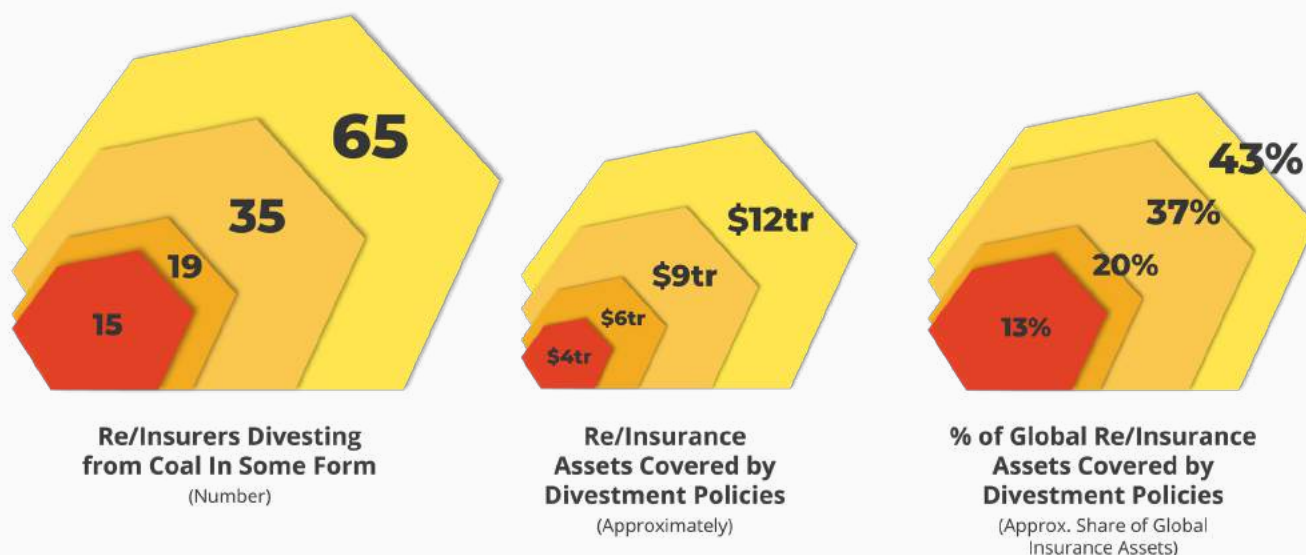 65
35
19
15
Re/Insurers Divesting
from Coal In Some Form
(Number)
$12tr
$9tr
$6tr
$4tr
Re/Insurance
Assets Covered by
Divestment Policies
(Approximately)
43%
37%
20%
13%
% of Global Re/Insurance
Assets Covered by
Divestment Policies
(Approx. Share of Global
Insurance Assets)